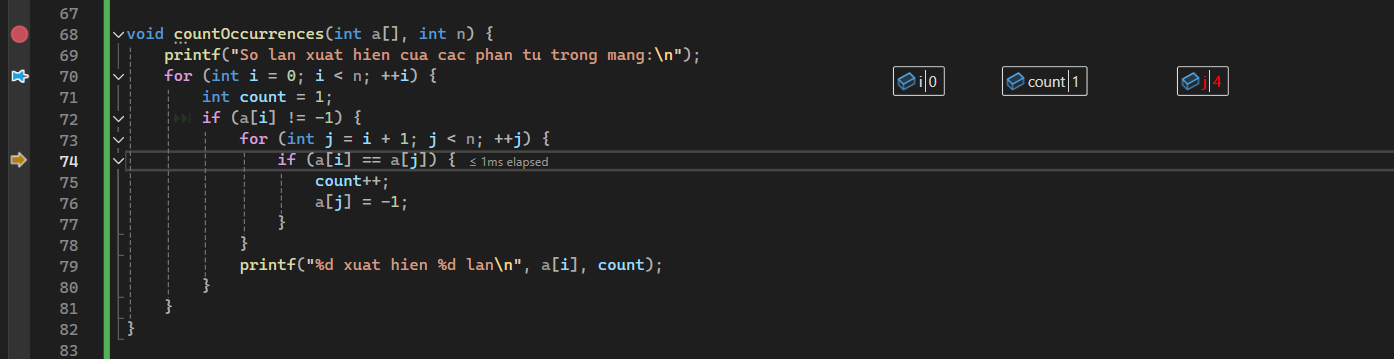 67
68 void countOccurrences(int a[], int n) {
69 printf("So lan xuat hien cua cac phan tu trong mang:\n");
70 for (int i = 0; i < n; ++i) { i 0 count 1 j 4
71 int count = 1;
72 if (a[i] != -1) {
73 for (int j = i + 1; j < n; ++j) {
74 if (a[i] == a[j]) { ≤ 1ms elapsed
75 count++;
76 a[j] = -1;
77 }
78 }
79 printf("%d xuat hien %d lan\n", a[i], count);
80 }
81 }
82 }
83